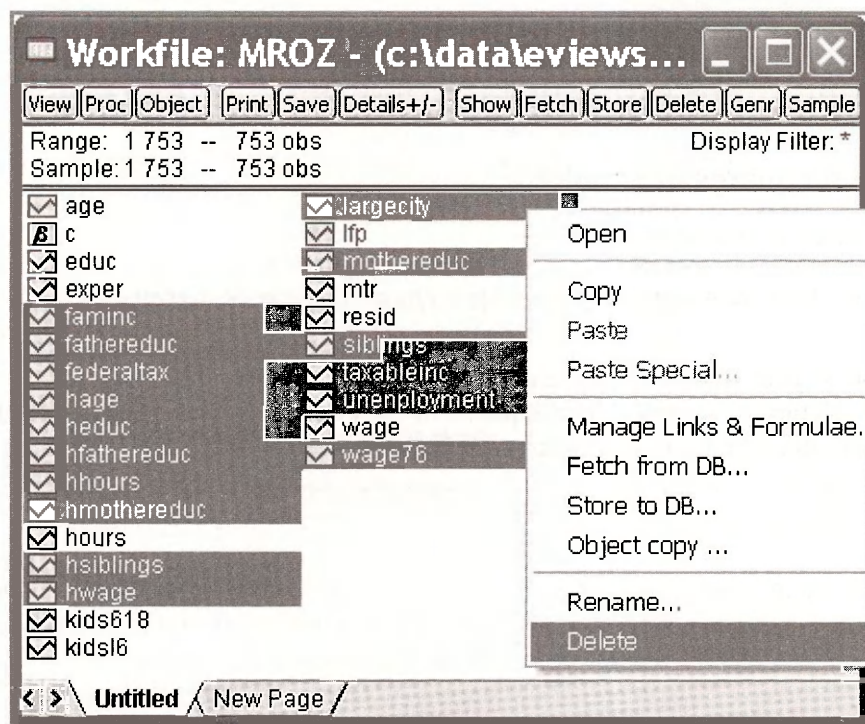 Workfile: MROZ - (c:\data\eviews...
View Proc Object Print Save Details+/- Show Fetch Store Delete Genr Sample
Range: 1 753 -- 753 obs
Display Filter: *
Sample: 1 753 -- 753 obs
age
c
educ
exper
faminc
fathereduc
federaltax
hage
heduc
hfathereduc
hhours
hmothereduc
hours
hsiblings
hwage
kids618
kidsl6
largecity
lfp
mothereduc
mtr
resid
siblings
taxableinc
unenployment
wage
wage76
Open
Copy
Paste
Paste Special...
Manage Links & Formulae.
Fetch from DB...
Store to DB...
Object copy ...
Rename...
Delete
Untitled New Page